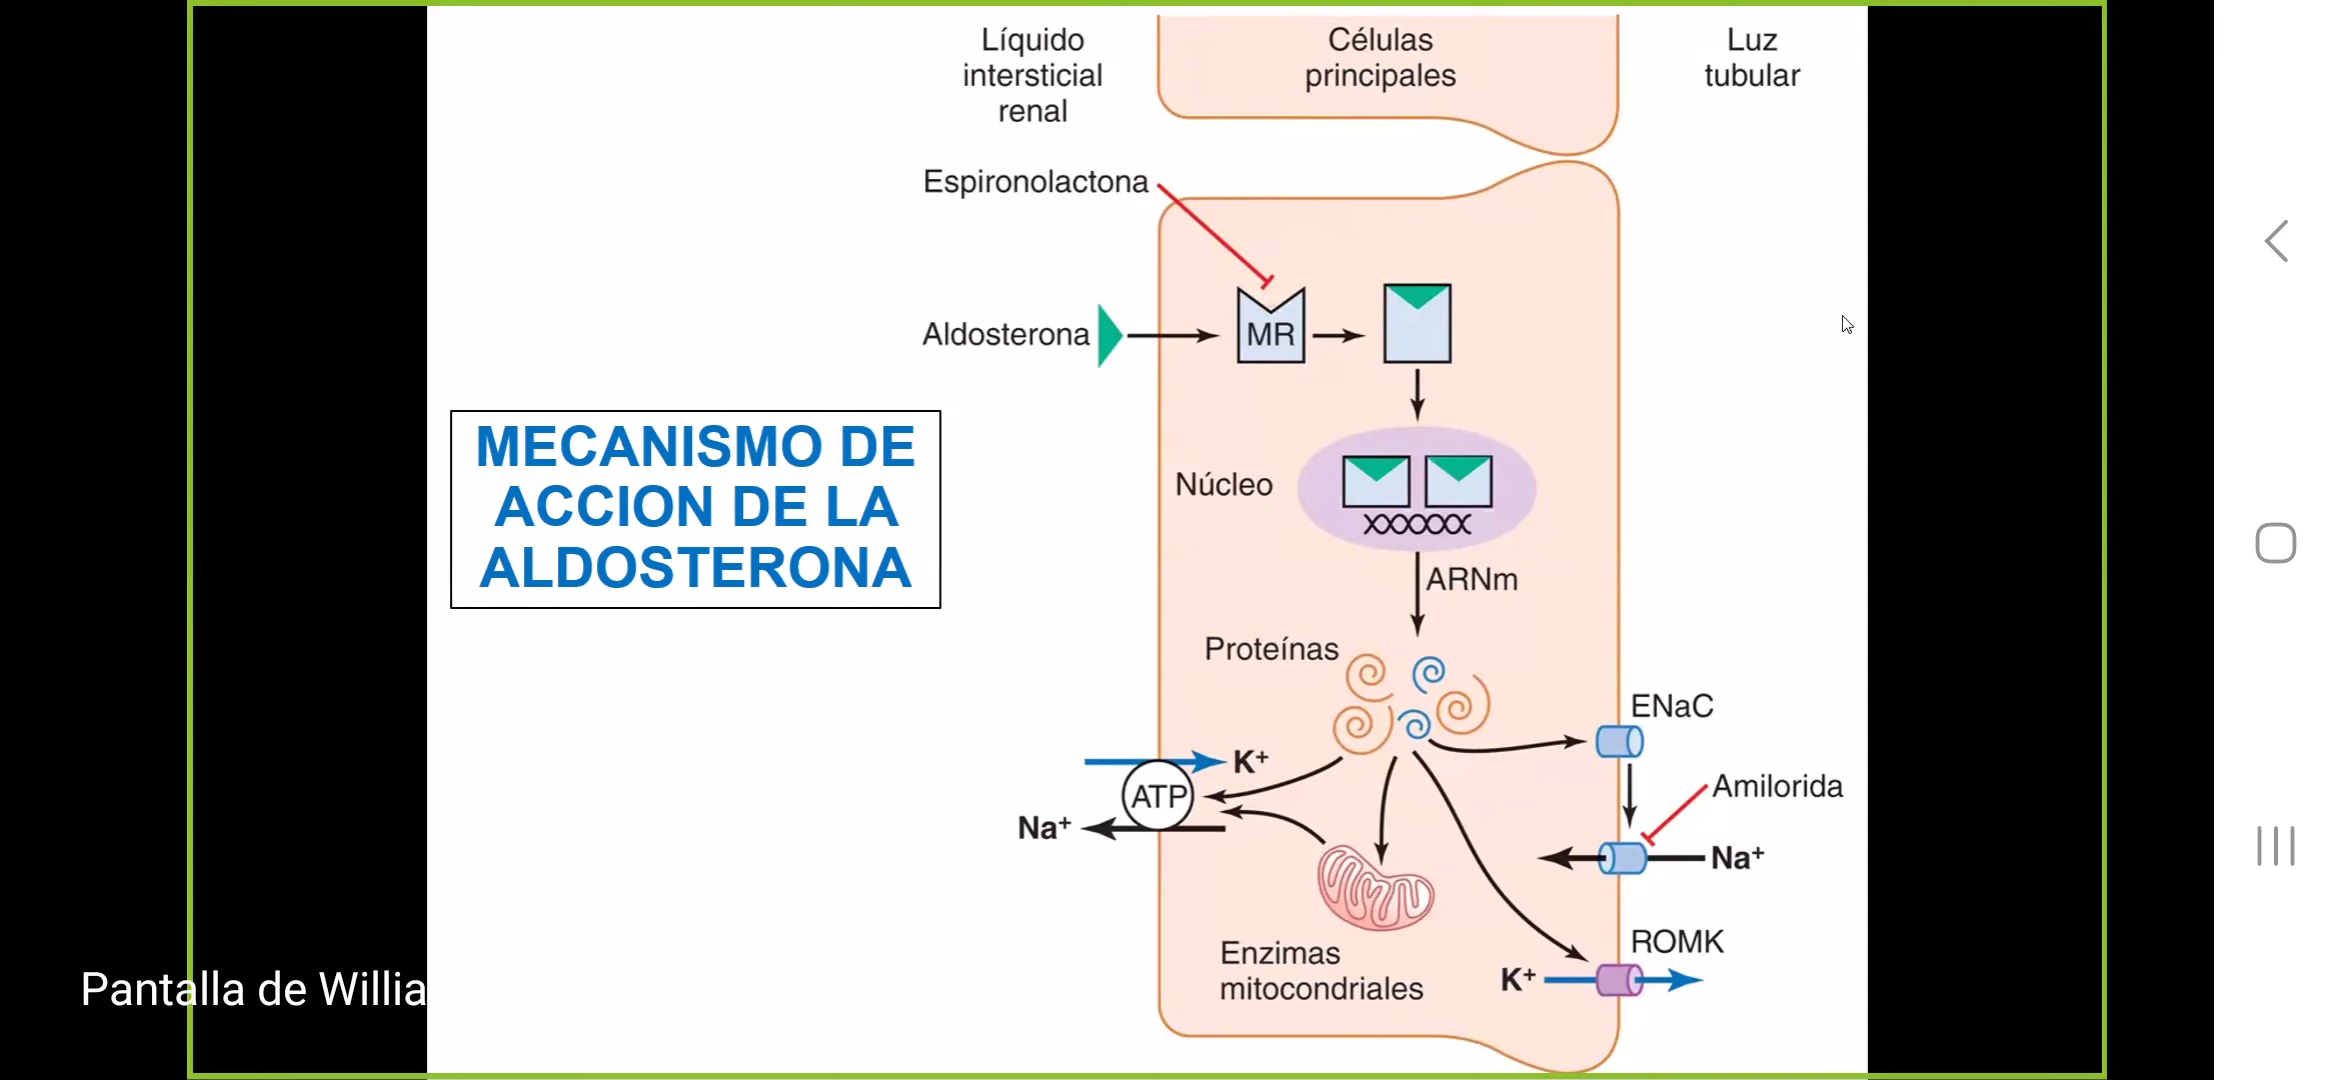 Líquido
intersticial
renal
Células
principales
Luz
tubular
Espironolactona
Aldosterona
MR
MECANISMO DE
ACCION DE LA
ALDOSTERONA
Núcleo
ARNm
Proteínas
ENaC
K+
ATP
Na+
Amilorida
Na+
Enzimas
mitocondriales
ROMK
K+
Pantalla de Willia